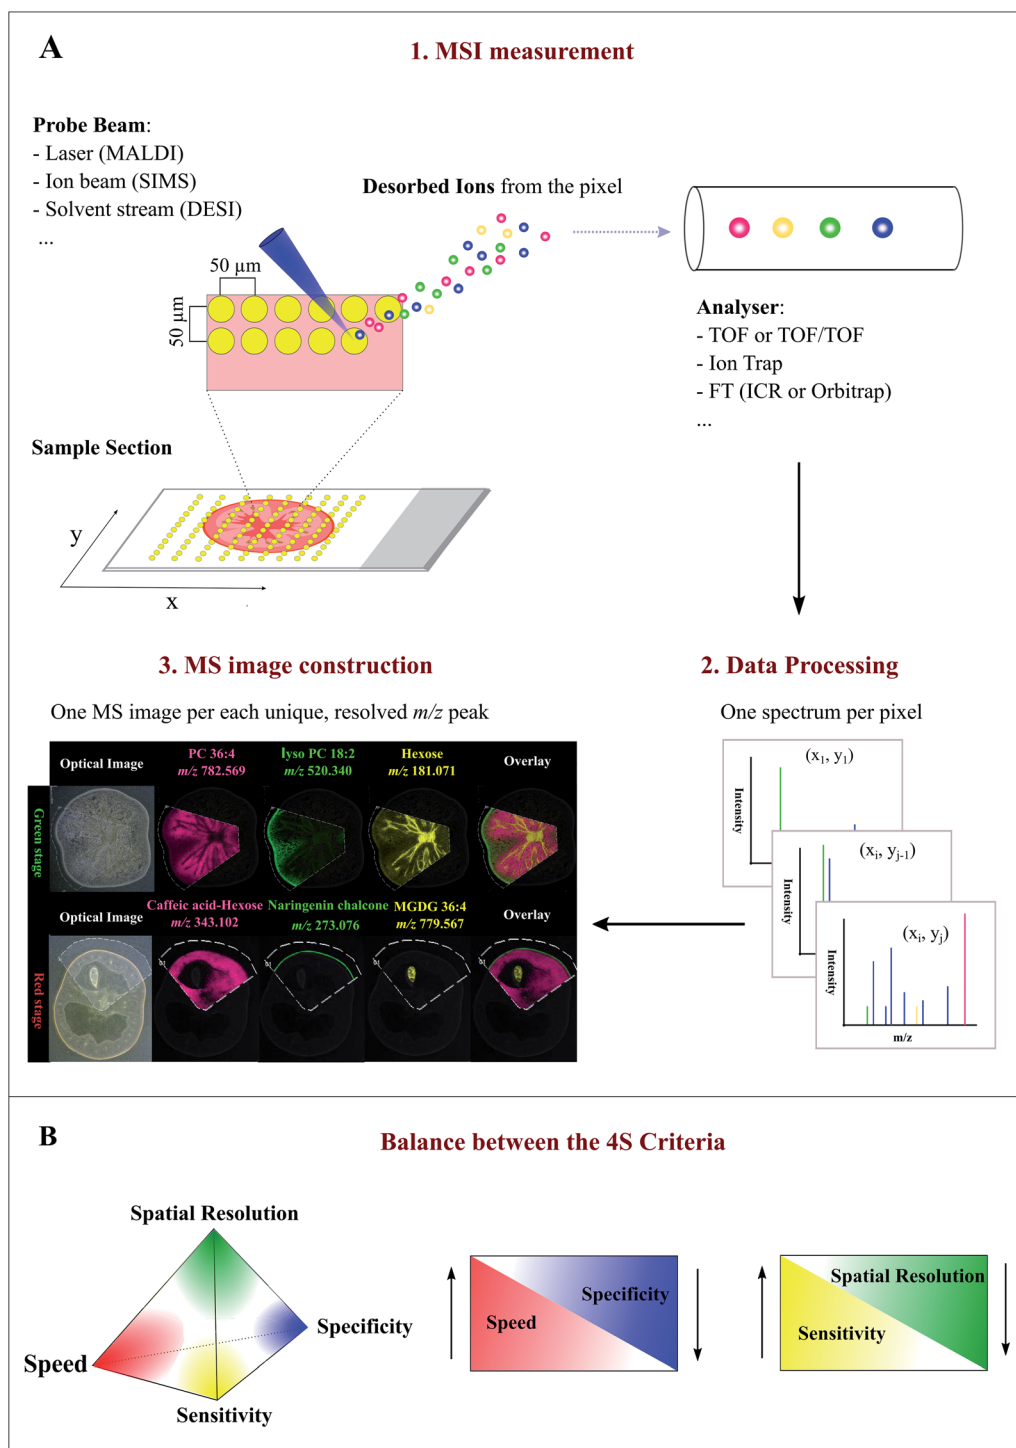 A
1. MSI measurement
Probe Beam:
- Laser (MALDI)
- Ion beam (SIMS)
- Solvent stream (DESI)
...
Desorbed Ions from the pixel
50 µm
50 µm
Analyser:
- TOF or TOF/TOF
- Ion Trap
- FT (ICR or Orbitrap)
...
Sample Section
y
x
3. MS image construction
One MS image per each unique, resolved m/z peak
Optical Image
PC 36:4
m/z 782.569
lyso PC 18:2
m/z 520.340
Hexose
m/z 181.071
Overlay
Green stage
Optical Image
Caffeic acid-Hexose
m/z 343.102
Naringenin chalcone
m/z 273.076
MGDG 36:4
m/z 779.567
Overlay
Red stage
2. Data Processing
One spectrum per pixel
(x1, y1)
Intensity
(xi, yj-1)
Intensity
(xi, yj)
Intensity
m/z
B
Balance between the 4S Criteria
Spatial Resolution
Specificity
Speed
Sensitivity
Specificity
Speed
Spatial Resolution
Sensitivity